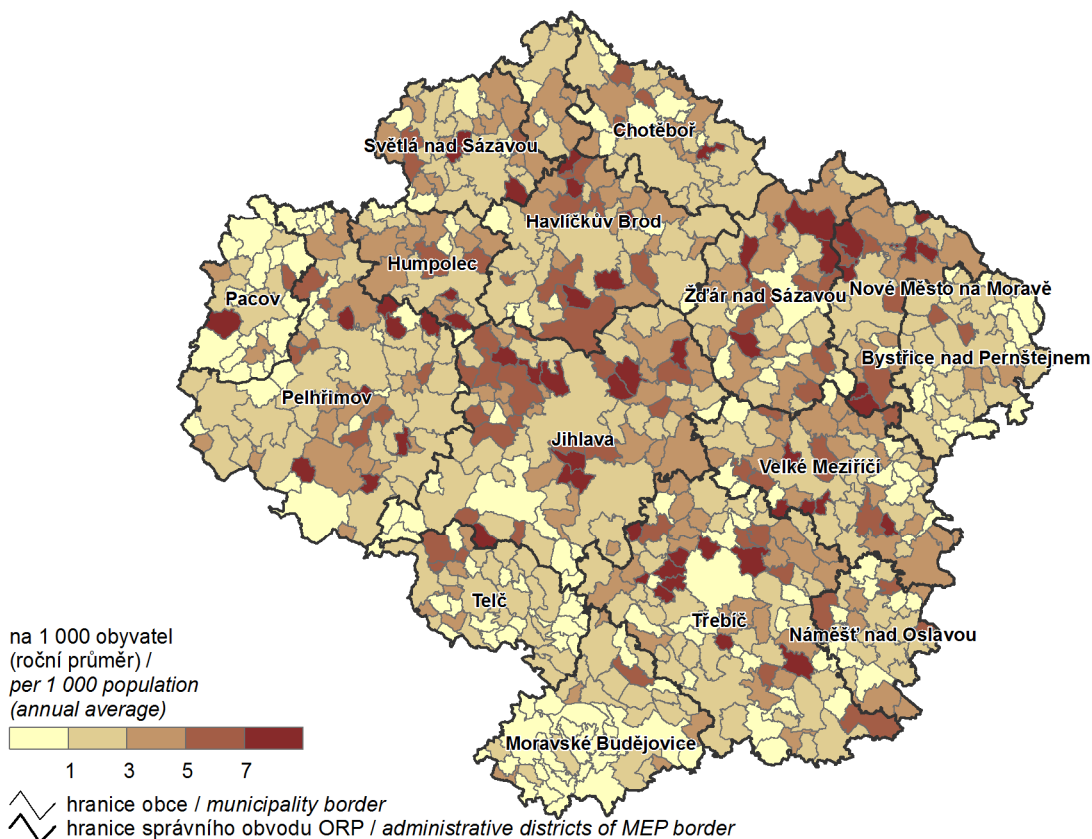 Chotěboř
Světlá nad Sázavou
Havlíčkův Brod
Humpolec
Nové Město na Moravě
Žďár nad Sázavou
Pacov
Bystřice nad Pernštejnem
Pelhřimov
Jihlava
Velké Meziříčí
Telč
Třebíč
Náměšť nad Oslavou
Moravské Budějovice
na 1 000 obyvatel
(roční průměr) /
per 1 000 population
(annual average)
1 3 5 7
hranice obce / municipality border
hranice správního obvodu ORP / administrative districts of MEP border